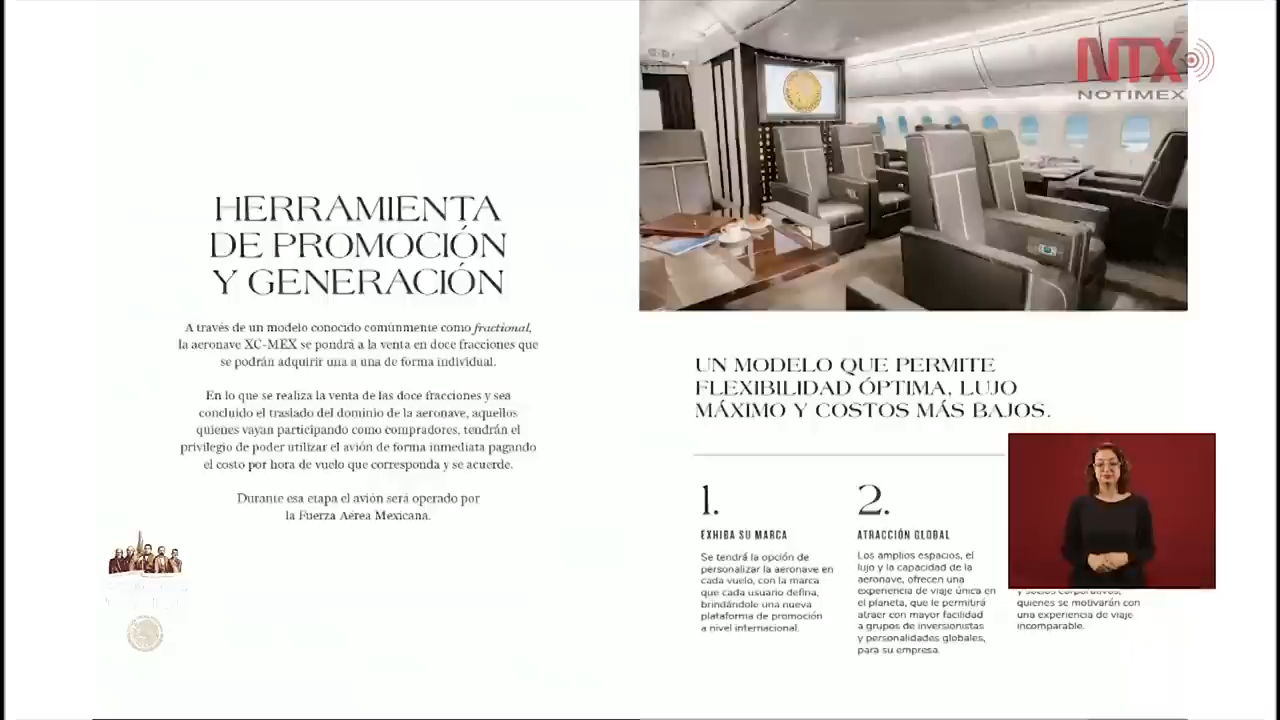 NTX
NOTIMEX
HERRAMIENTA
DE PROMOCIÓN
Y GENERACIÓN
A través de un modelo conocido comúnmente como fractional,
la aeronave XC-MEX se pondrá a la venta en doce fracciones que
se podrán adquirir una a una de forma individual.
En lo que se realiza la venta de las doce fracciones y sea
concluido el traslado del dominio de la aeronave, aquellos
quienes vayan participando como compradores, tendrán el
privilegio de poder utilizar el avión de forma inmediata pagando
el costo por hora de vuelo que corresponda y se acuerde.
Durante esa etapa el avión será operado por
la Fuerza Aérea Mexicana.
UN MODELO QUE PERMITE
FLEXIBILIDAD ÓPTIMA, LUJO
MÁXIMO Y COSTOS MÁS BAJOS.
1.
EXHIBA SU MARCA
Se tendrá la opción de
personalizar la aeronave en
cada vuelo, con la marca
que cada usuario defina,
brindándole una nueva
plataforma de promoción
a nivel internacional.
2.
ATRACCIÓN GLOBAL
Los amplios espacios, el
lujo y la capacidad de la
aeronave, ofrecen una
experiencia de viaje única en
el planeta, que le permitirá
atraer con mayor facilidad
a grupos de inversionistas
y personalidades globales,
para su empresa.
y socios corporativos,
quienes se motivarán con
una experiencia de viaje
incomparable.